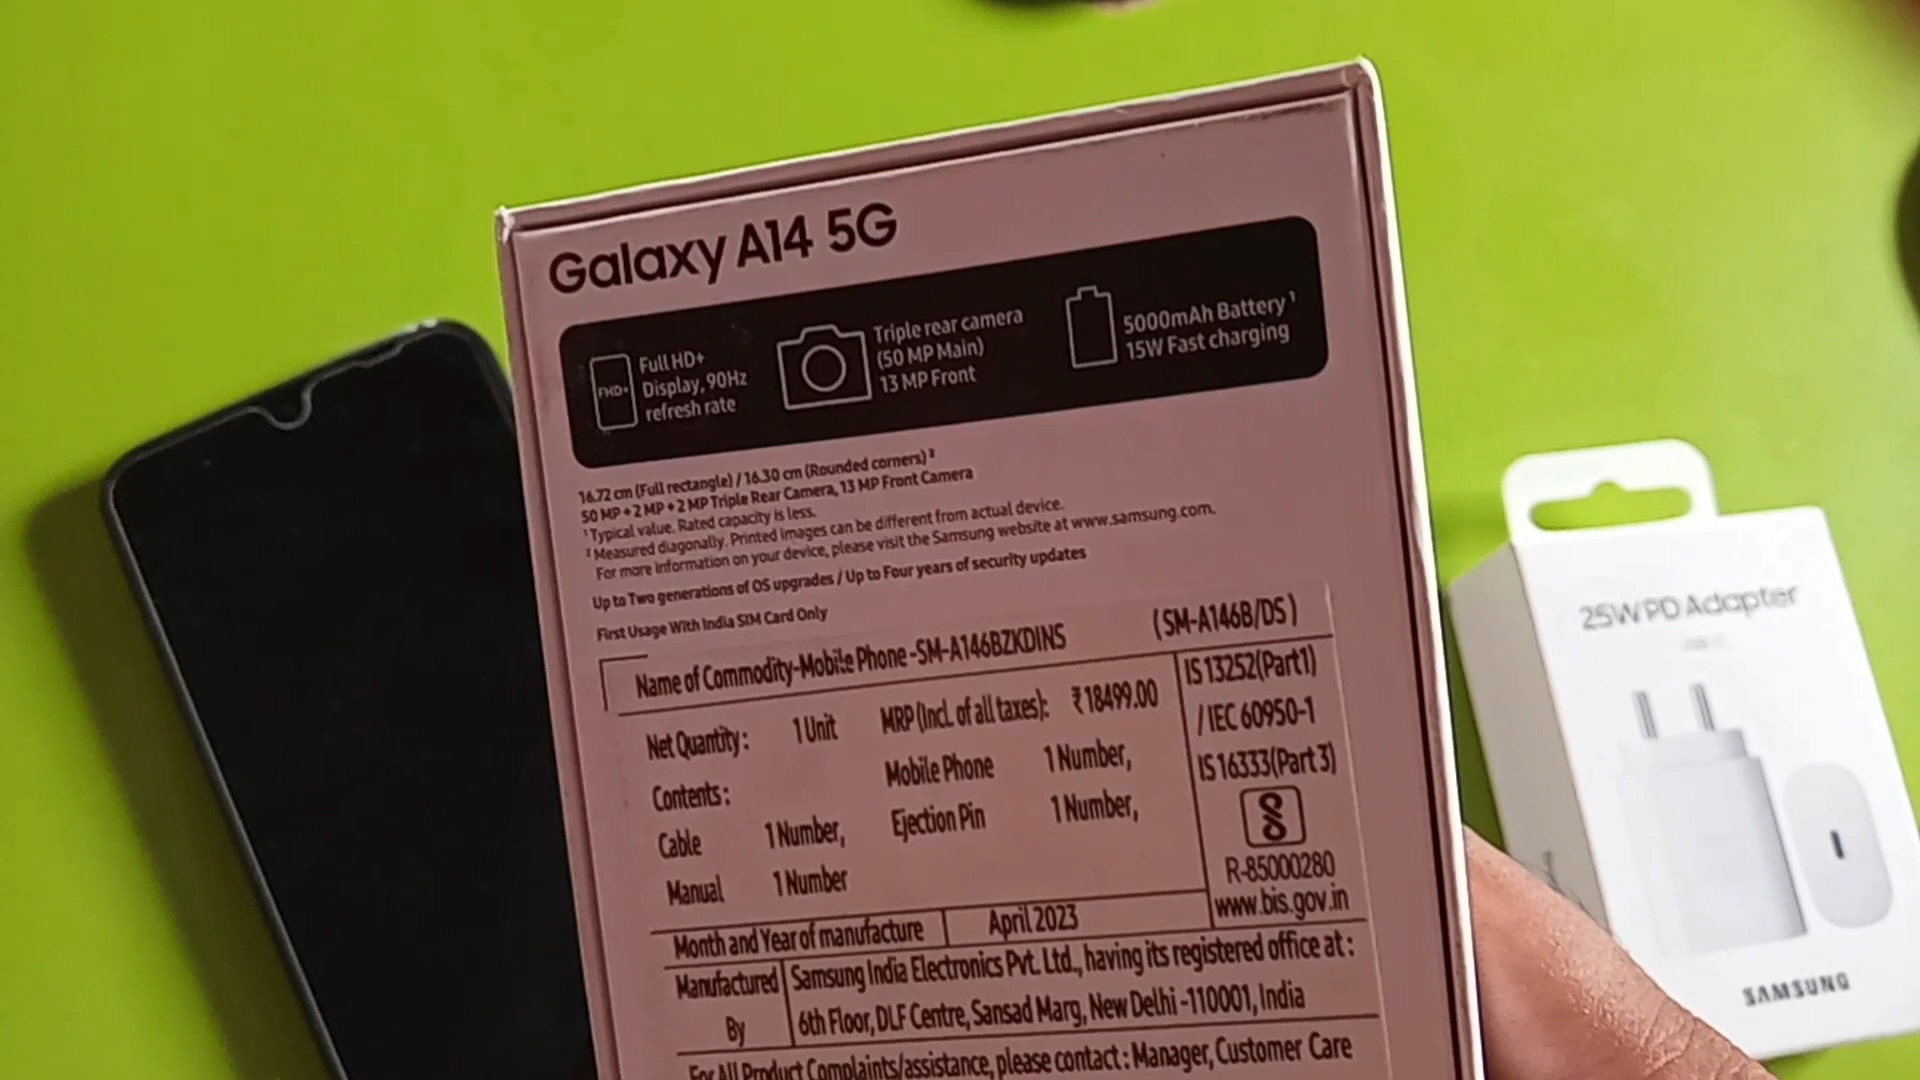 Galaxy A14 5G
FHD+
Full HD+
Display, 90Hz
refresh rate
Triple rear camera
(50 MP Main)
13 MP Front
5000mAh Battery¹
15W Fast charging
16.72 cm (Full rectangle) / 16.30 cm (Rounded corners)²
50 MP + 2 MP + 2 MP Triple Rear Camera, 13 MP Front Camera
¹ Typical value. Rated capacity is less.
² Measured diagonally. Printed images can be different from actual device.
For more information on your device, please visit the Samsung website at www.samsung.com.
Up to Two generations of OS upgrades / Up to Four years of security updates
First Usage With India SIM Card Only
Name of Commodity-Mobile Phone -SM-A146BZKDINS (SM-A146B/DS)
Net Quantity: 1 Unit MRP (Incl. of all taxes): ₹18499.00
Contents: Mobile Phone 1 Number,
Cable 1 Number, Ejection Pin 1 Number,
Manual 1 Number
IS 13252(Part1)
/ IEC 60950-1
IS 16333(Part 3)
R-85000280
www.bis.gov.in
Month and Year of manufacture April 2023
Manufactured By Samsung India Electronics Pvt. Ltd., having its registered office at:
6th Floor, DLF Centre, Sansad Marg, New Delhi -110001, India
For All Product Complaints/assistance, please contact: Manager, Customer Care
25W PD Adapter
SAMSUNG